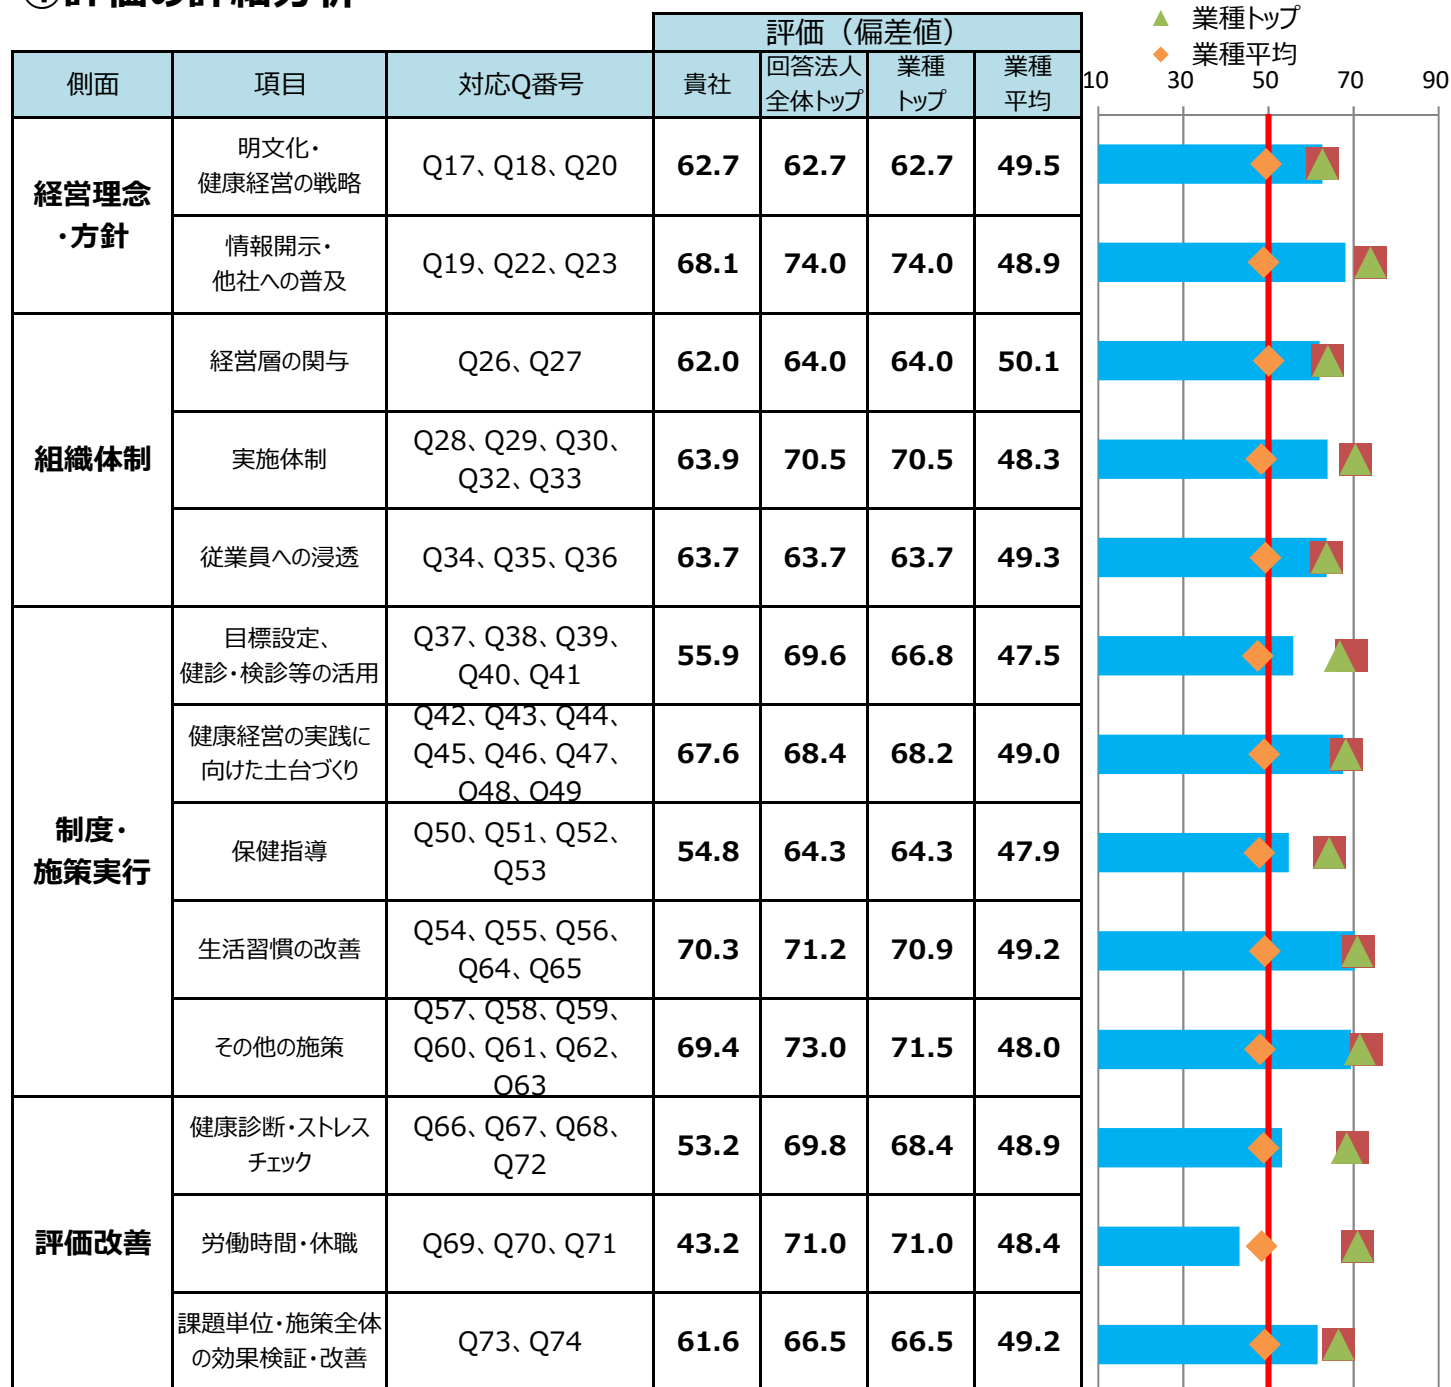 ①評価の詳細分析
業種トップ
業種平均
評価（偏差値）
側面 項目 対応Q番号 貴社 回答法人全体トップ 業種トップ 業種平均
10 30 50 70 90
経営理念
・方針
明文化・
健康経営の戦略
Q17、Q18、Q20 62.7 62.7 62.7 49.5
情報開示・
他社への普及
Q19、Q22、Q23 68.1 74.0 74.0 48.9
組織体制
経営層の関与 Q26、Q27 62.0 64.0 64.0 50.1
実施体制
Q28、Q29、Q30、
Q32、Q33
63.9 70.5 70.5 48.3
従業員への浸透 Q34、Q35、Q36 63.7 63.7 63.7 49.3
制度・
施策実行
目標設定、
健診・検診等の活用
Q37、Q38、Q39、
Q40、Q41
55.9 69.6 66.8 47.5
健康経営の実践に
向けた土台づくり
Q42、Q43、Q44、
Q45、Q46、Q47、
Q48、Q49
67.6 68.4 68.2 49.0
保健指導
Q50、Q51、Q52、
Q53
54.8 64.3 64.3 47.9
生活習慣の改善
Q54、Q55、Q56、
Q64、Q65
70.3 71.2 70.9 49.2
その他の施策
Q57、Q58、Q59、
Q60、Q61、Q62、
Q63
69.4 73.0 71.5 48.0
評価改善
健康診断・ストレス
チェック
Q66、Q67、Q68、
Q72
53.2 69.8 68.4 48.9
労働時間・休職 Q69、Q70、Q71 43.2 71.0 71.0 48.4
課題単位・施策全体
の効果検証・改善
Q73、Q74 61.6 66.5 66.5 49.2